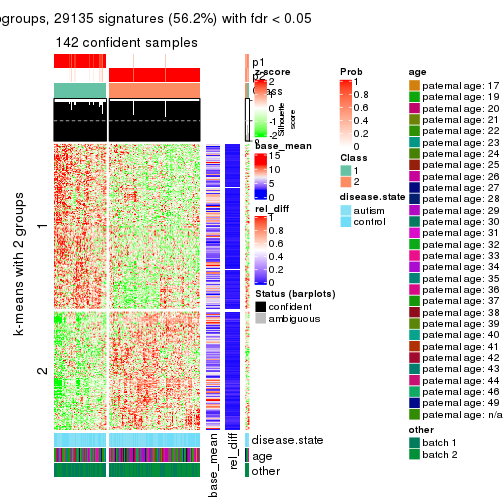 ogroups, 29135 signatures (56.2%) with fdr < 0.05
142 confident samples
p1
p2
Class
Silhouette
score
k-means with 2 groups
1
2
base_mean
rel_diff
disease.state
age
other
z-score
2
1
0
-1
-2
base_mean
15
10
5
0
rel_diff
1
0.8
0.6
0.4
0.2
0
Status (barplots)
confident
ambiguous
Prob
1
0.8
0.6
0.4
0.2
0
Class
1
2
disease.state
autism
control
age
paternal age: 17
paternal age: 19
paternal age: 20
paternal age: 21
paternal age: 22
paternal age: 23
paternal age: 24
paternal age: 25
paternal age: 26
paternal age: 27
paternal age: 28
paternal age: 29
paternal age: 30
paternal age: 31
paternal age: 32
paternal age: 33
paternal age: 34
paternal age: 35
paternal age: 36
paternal age: 37
paternal age: 38
paternal age: 39
paternal age: 40
paternal age: 41
paternal age: 42
paternal age: 43
paternal age: 44
paternal age: 46
paternal age: 49
paternal age: n/a
other
batch 1
batch 2